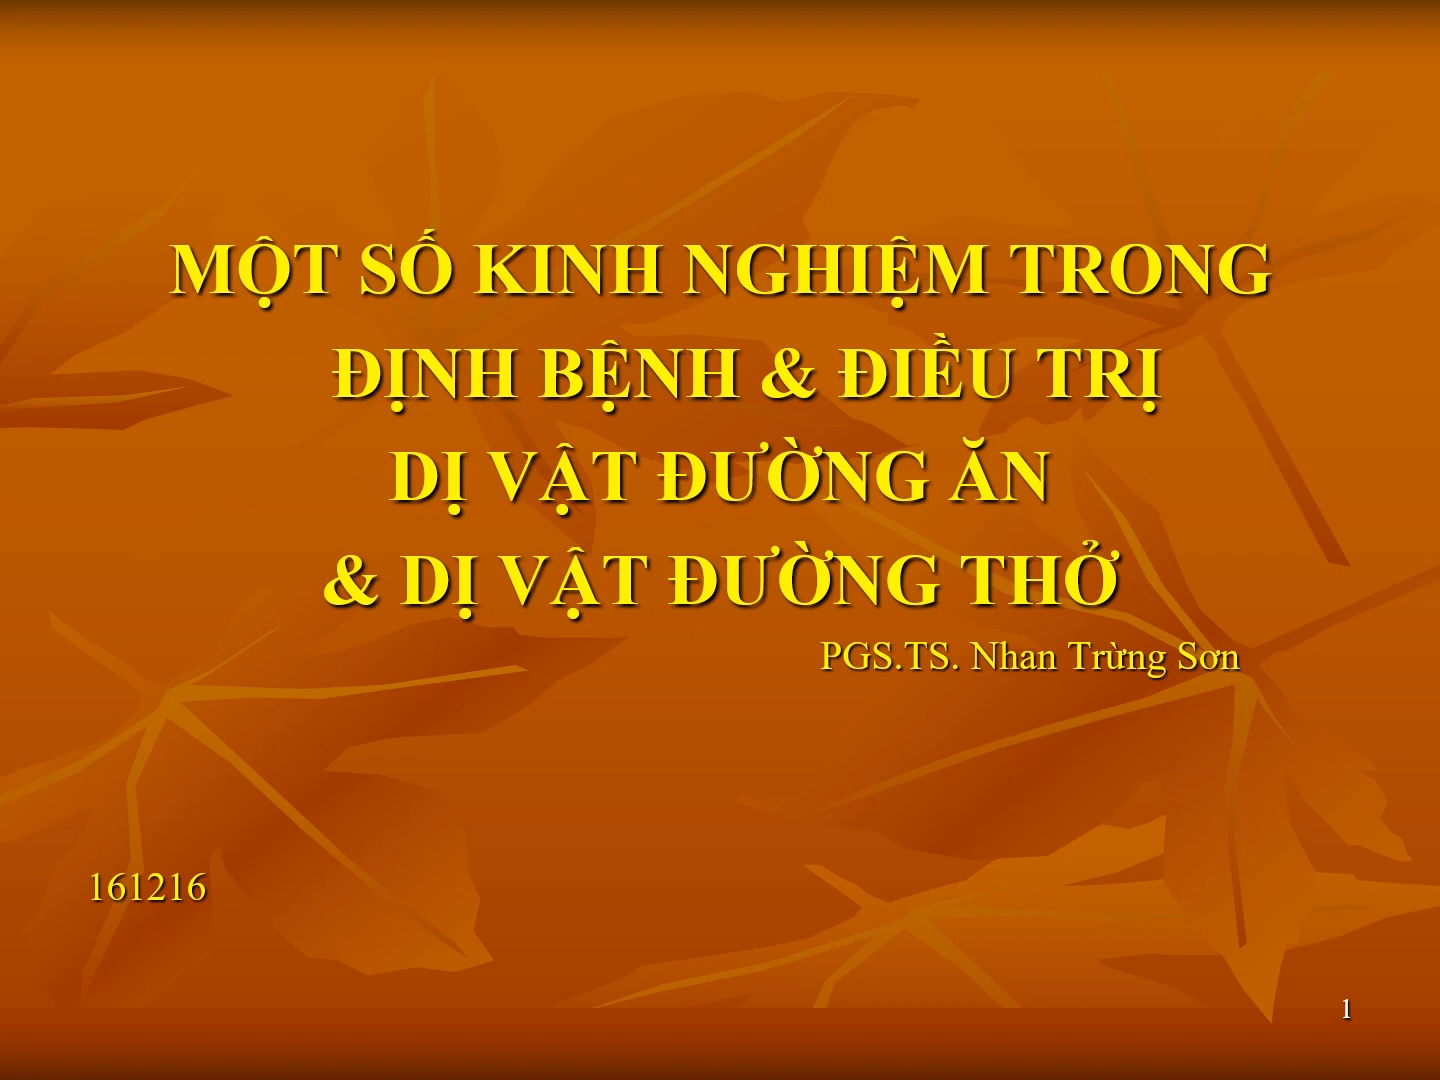 MỘT SỐ KINH NGHIỆM TRONG
ĐỊNH BỆNH & ĐIỀU TRỊ
DỊ VẬT ĐƯỜNG ĂN
& DỊ VẬT ĐƯỜNG THỞ
PGS.TS. Nhan Trừng Sơn
161216
1